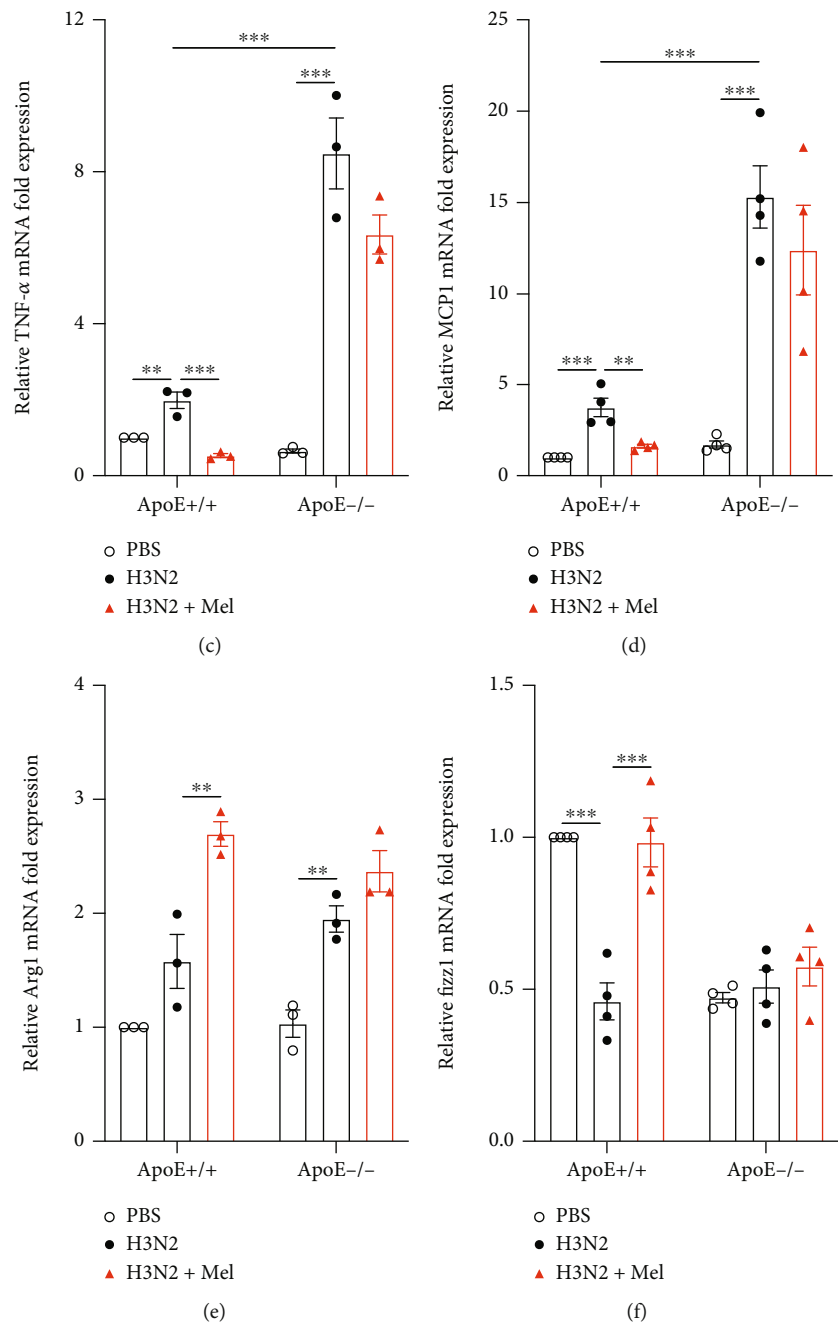 Relative TNF-α mRNA fold expression
12
8
4
0
***
***
** ***
ApoE+/+ ApoE−/−
PBS
H3N2
H3N2 + Mel
(c)
Relative MCP1 mRNA fold expression
25
20
15
10
5
0
***
***
*** **
ApoE+/+ ApoE−/−
PBS
H3N2
H3N2 + Mel
(d)
Relative Arg1 mRNA fold expression
4
3
2
1
0
**
**
ApoE+/+ ApoE−/−
PBS
H3N2
H3N2 + Mel
(e)
Relative fizz1 mRNA fold expression
1.5
1.0
0.5
0.0
***
***
ApoE+/+ ApoE−/−
PBS
H3N2
H3N2 + Mel
(f)